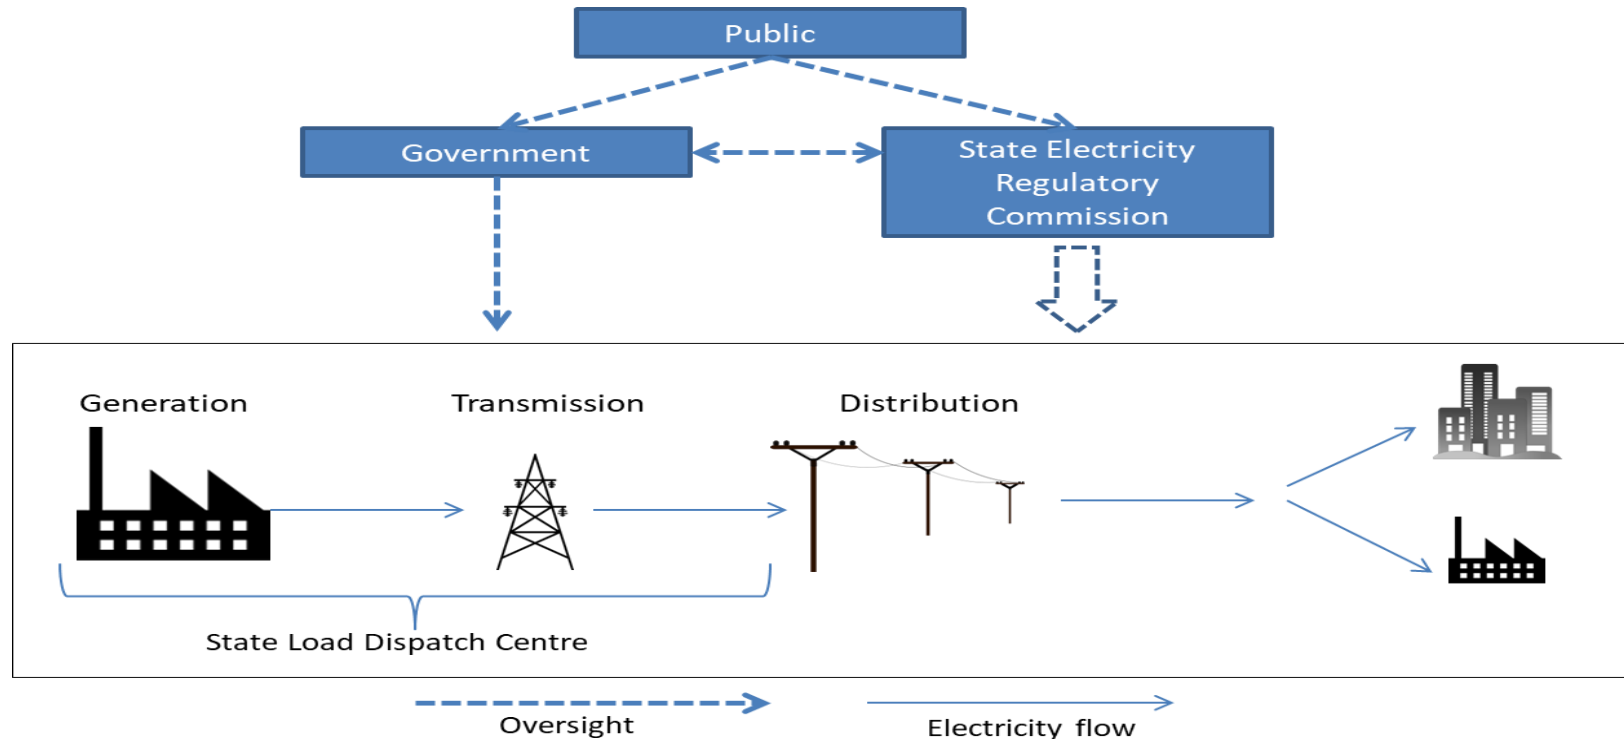 Public
Government
State Electricity
Regulatory
Commission
Generation
Transmission
Distribution
State Load Dispatch Centre
Oversight
Electricity flow